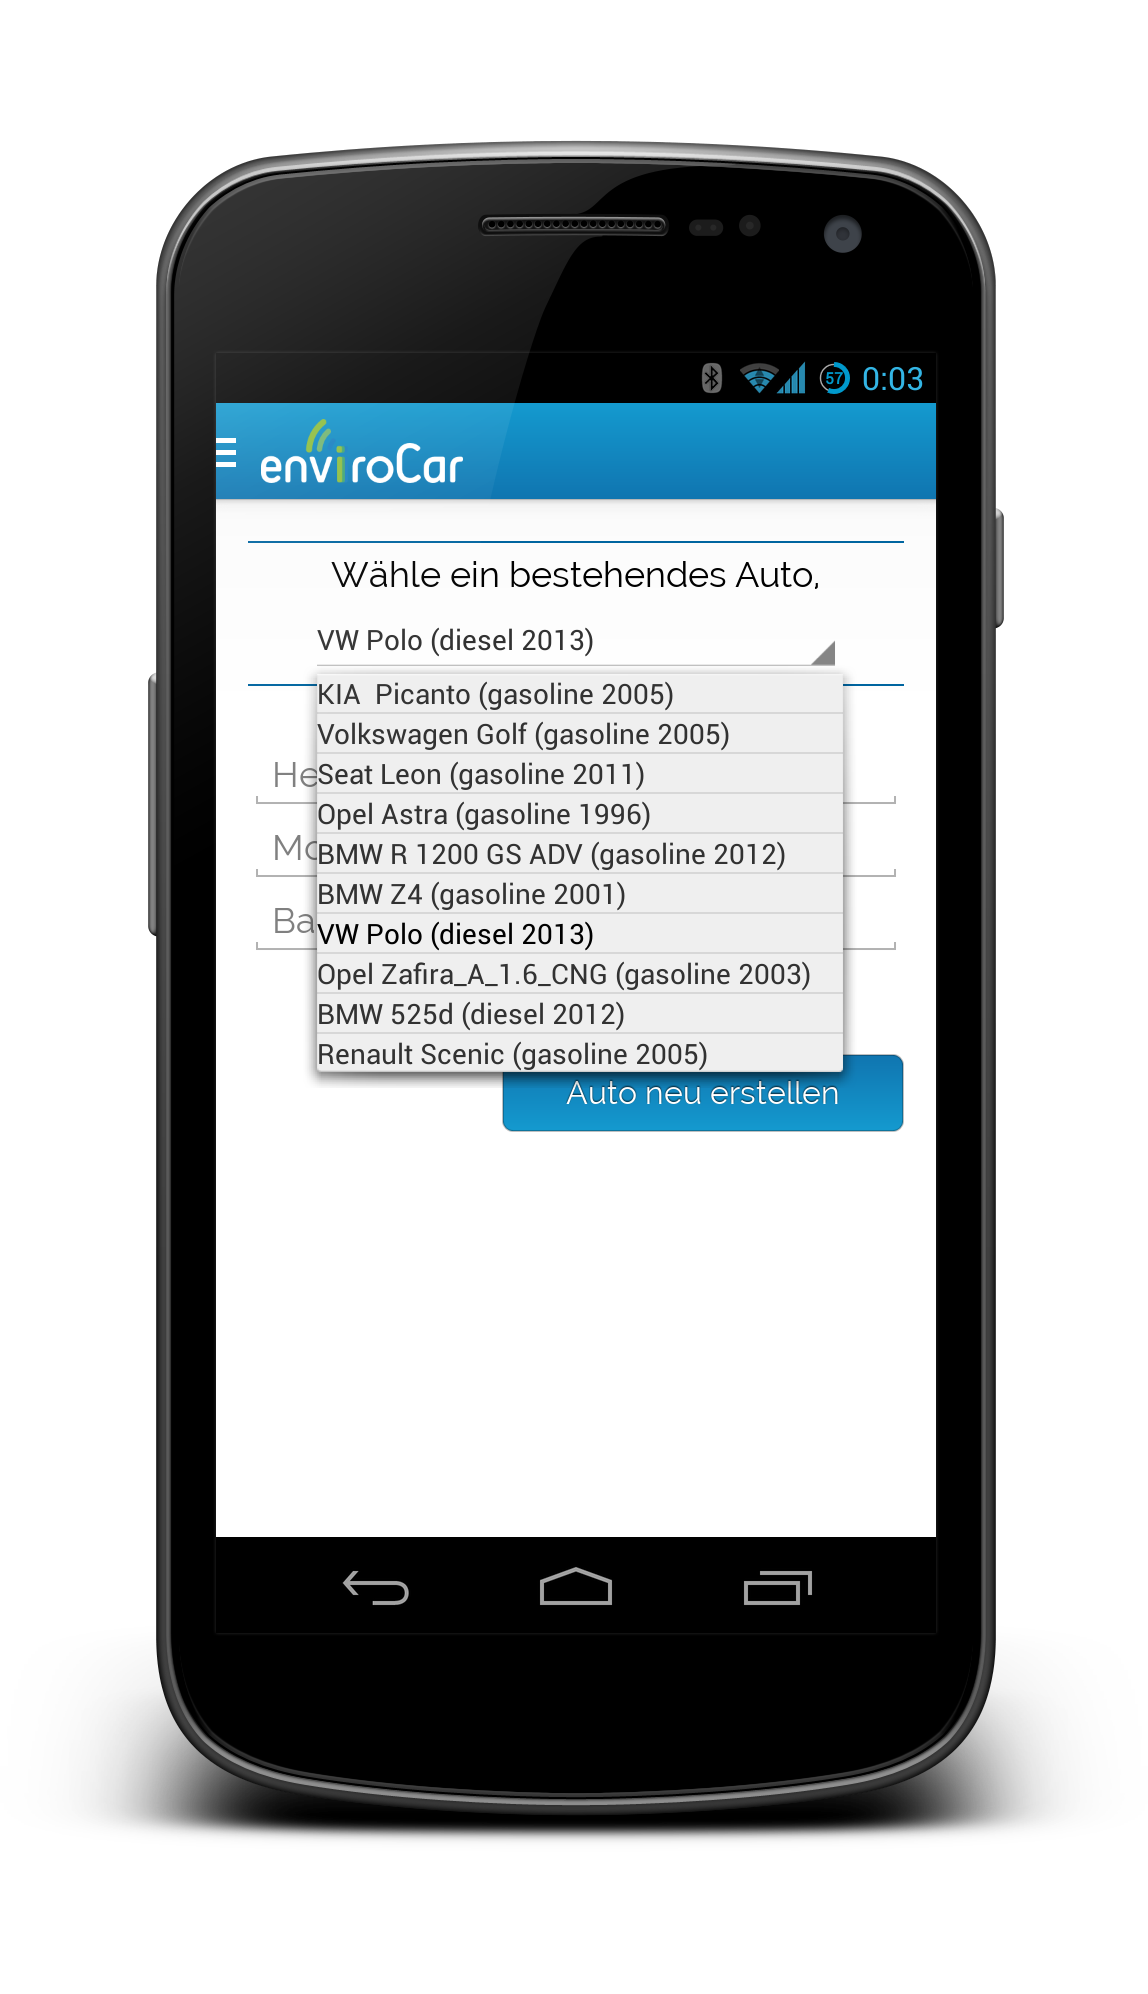 57 0:03
enviroCar
Wähle ein bestehendes Auto,
VW Polo (diesel 2013)
KIA  Picanto (gasoline 2005)
Volkswagen Golf (gasoline 2005)
He
Seat Leon (gasoline 2011)
Opel Astra (gasoline 1996)
Mo
BMW R 1200 GS ADV (gasoline 2012)
BMW Z4 (gasoline 2001)
Ba
VW Polo (diesel 2013)
Opel Zafira_A_1.6_CNG (gasoline 2003)
BMW 525d (diesel 2012)
Renault Scenic (gasoline 2005)
Auto neu erstellen